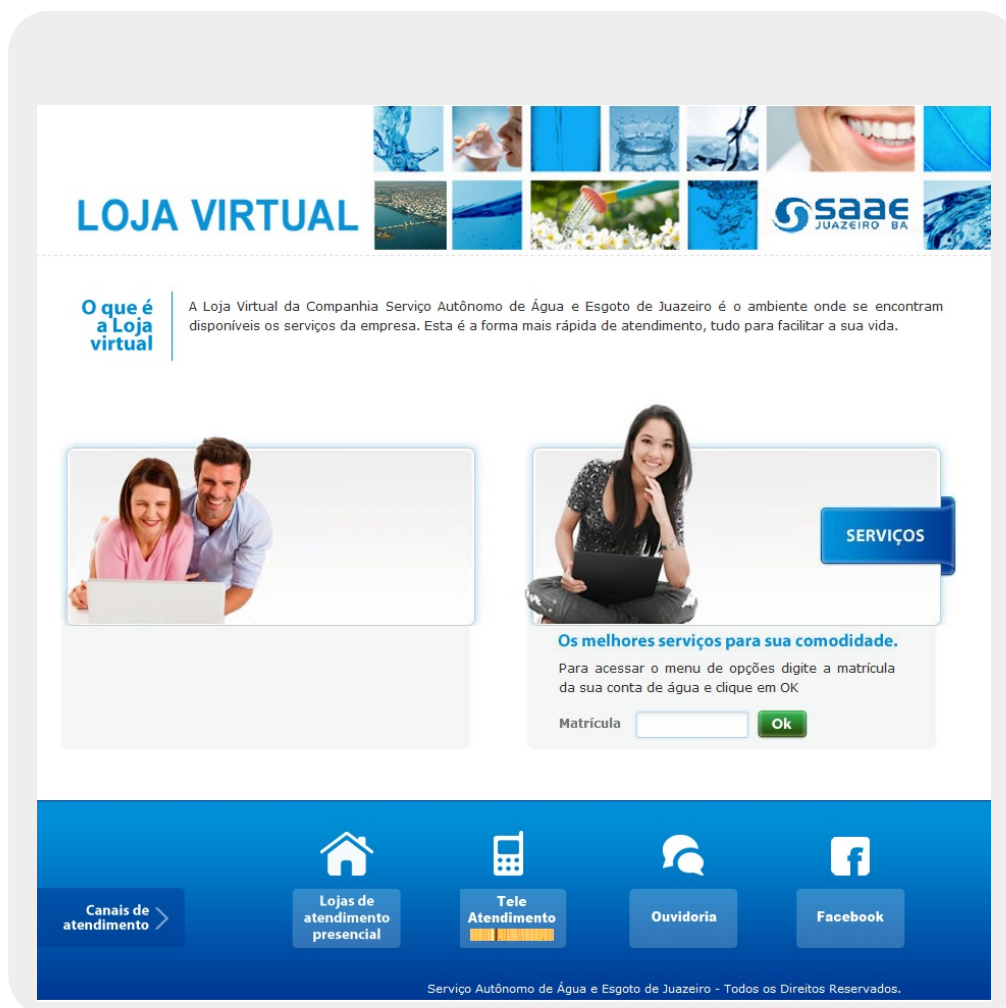 LOJA VIRTUAL
saae
JUAZEIRO BA
O que é
a Loja
virtual
A Loja Virtual da Companhia Serviço Autônomo de Água e Esgoto de Juazeiro é o ambiente onde se encontram
disponíveis os serviços da empresa. Esta é a forma mais rápida de atendimento, tudo para facilitar a sua vida.
SERVIÇOS
Os melhores serviços para sua comodidade.
Para acessar o menu de opções digite a matrícula
da sua conta de água e clique em OK
Matrícula
Ok
Canais de
atendimento
Lojas de
atendimento
presencial
Tele
Atendimento
Ouvidoria
Facebook
Serviço Autônomo de Água e Esgoto de Juazeiro - Todos os Direitos Reservados.